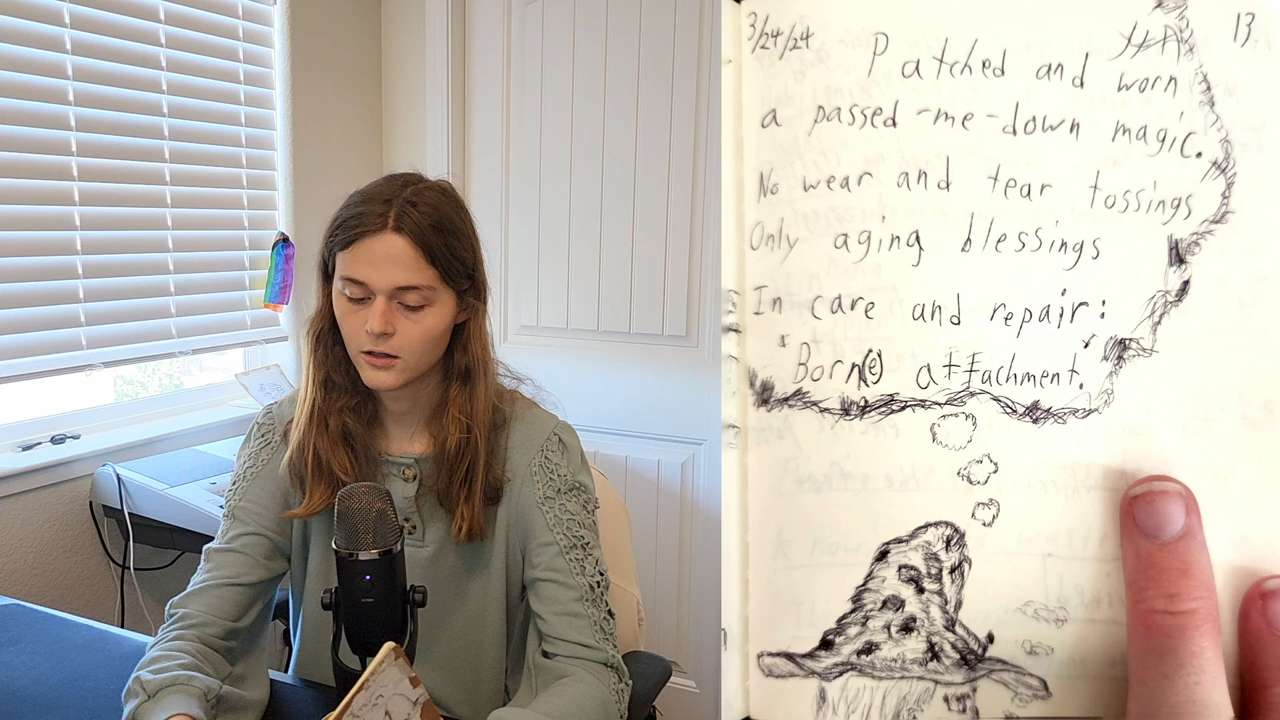 3/24/24
13
Patched and worn
a passed-me-down magic.
No wear and tear tossings
Only aging blessings
In care and repair:
"Born(e) attachment."